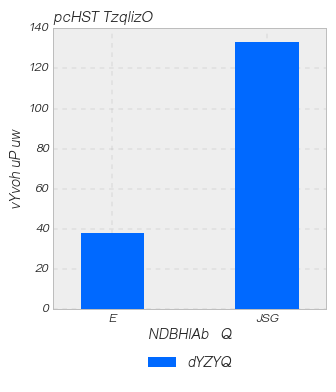 pcHST TzqlizO
vYvoh uP uw
140
120
100
80
60
40
20
0
E JSG
NDBHlAb Q
dYZYQ